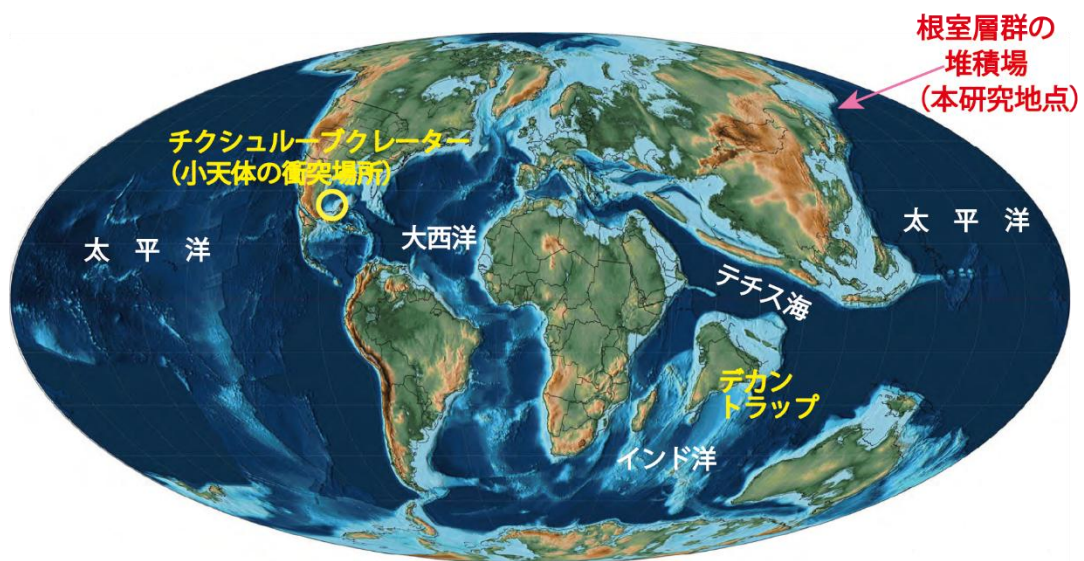 根室層群の
堆積場
（本研究地点）
チクシュルーブクレーター
（小天体の衝突場所）
太 平 洋
大西洋
太 平 洋
テチス海
デカン
トラップ
インド洋